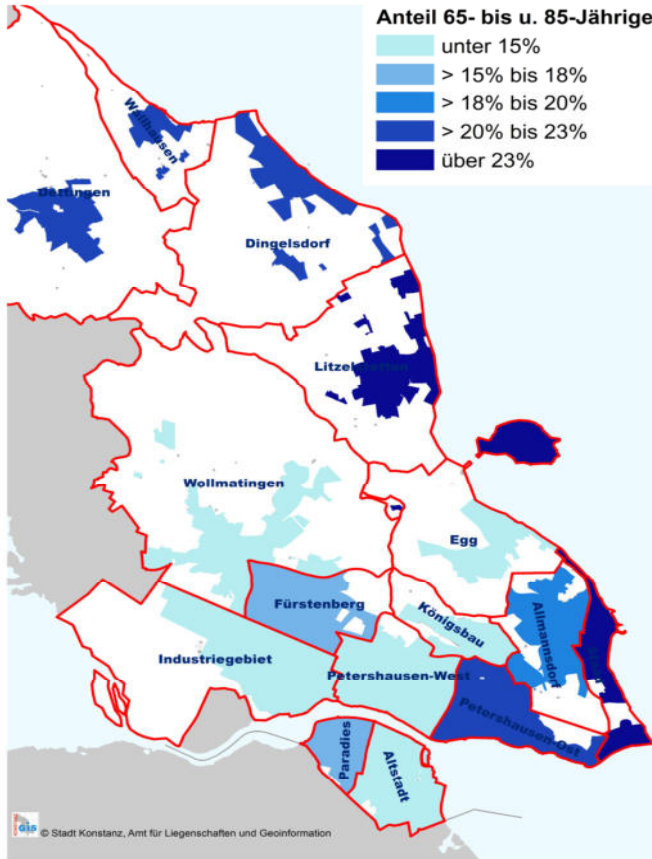 Anteil 65- bis u. 85-Jährige
unter 15%
> 15% bis 18%
> 18% bis 20%
> 20% bis 23%
über 23%
Wallhausen
Dettingen
Dingelsdorf
Litzelstetten
Wollmatingen
Egg
Fürstenberg
Königsbau
Allmannsdorf
Industriegebiet
Petershausen-West
Petershausen-Ost
Paradies
Altstadt
GIS
© Stadt Konstanz, Amt für Liegenschaften und Geoinformation